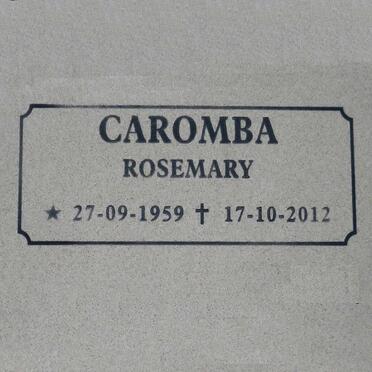 CAROMBA
ROSEMARY
★ 27-09-1959 ✝ 17-10-2012